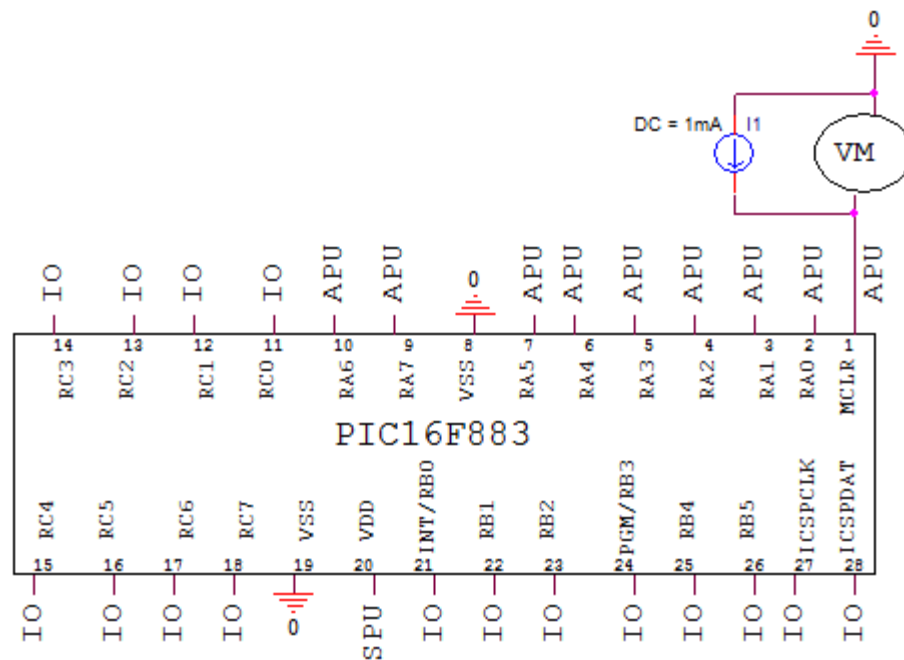 0
DC = 1mA I1
VM
IO IO IO IO APU APU 0 APU APU APU APU APU APU APU
14 13 12 11 10 9 8 7 6 5 4 3 2 1
RC3 RC2 RC1 RC0 RA6 RA7 VSS RA5 RA4 RA3 RA2 RA1 RA0 MCLR
PIC16F883
RC4 RC5 RC6 RC7 VSS VDD INT/RB0 RB1 RB2 PGM/RB3 RB4 RB5 ICSPCLK ICSPDAT
15 16 17 18 19 20 21 22 23 24 25 26 27 28
IO IO IO IO 0 SPU IO IO IO IO IO IO IO IO